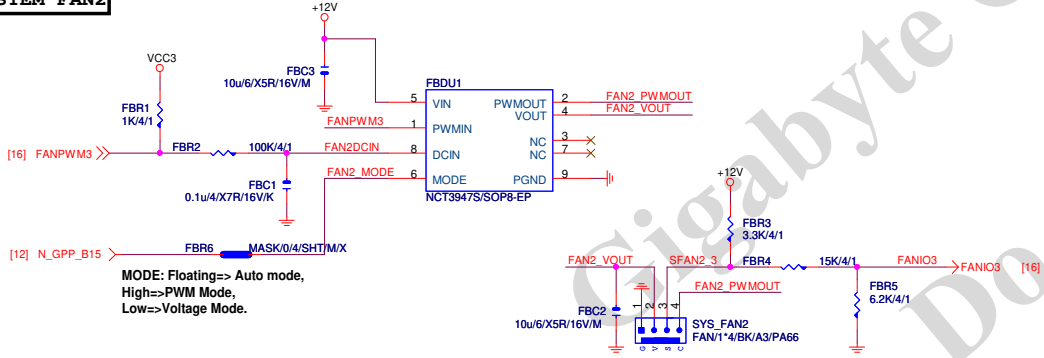 STEM FAN2
+12V
VCC3
FBC3
10u/6/X5R/16V/M
FBDU1
FBR1
1K/4/1
5 VIN PWMOUT 2 FAN2_PWMOUT
VOUT 4 FAN2_VOUT
FANPWM3 1 PWMIN
NC 3
[16] FANPWM3 FBR2 100K/4/1 FAN2DCIN 8 DCIN NC 7
FAN2_MODE 6 MODE PGND 9
FBC1
0.1u/4/X7R/16V/K
NCT3947S/SOP8-EP
+12V
FBR3
3.3K/4/1
[12] N_GPP_B15 FBR6 MASK/0/4/SHT/M/X
MODE: Floating=> Auto mode,
High=>PWM Mode,
Low=>Voltage Mode.
FAN2_VOUT SFAN2_3 FBR4 15K/4/1 FANIO3 FANIO3 [16]
FAN2_PWMOUT
FBR5
6.2K/4/1
FBC2
10u/6/X5R/16V/M
1 2 3 4
G V S C
SYS_FAN2
FAN/1*4/BK/A3/PA66
Gigabyte
Do